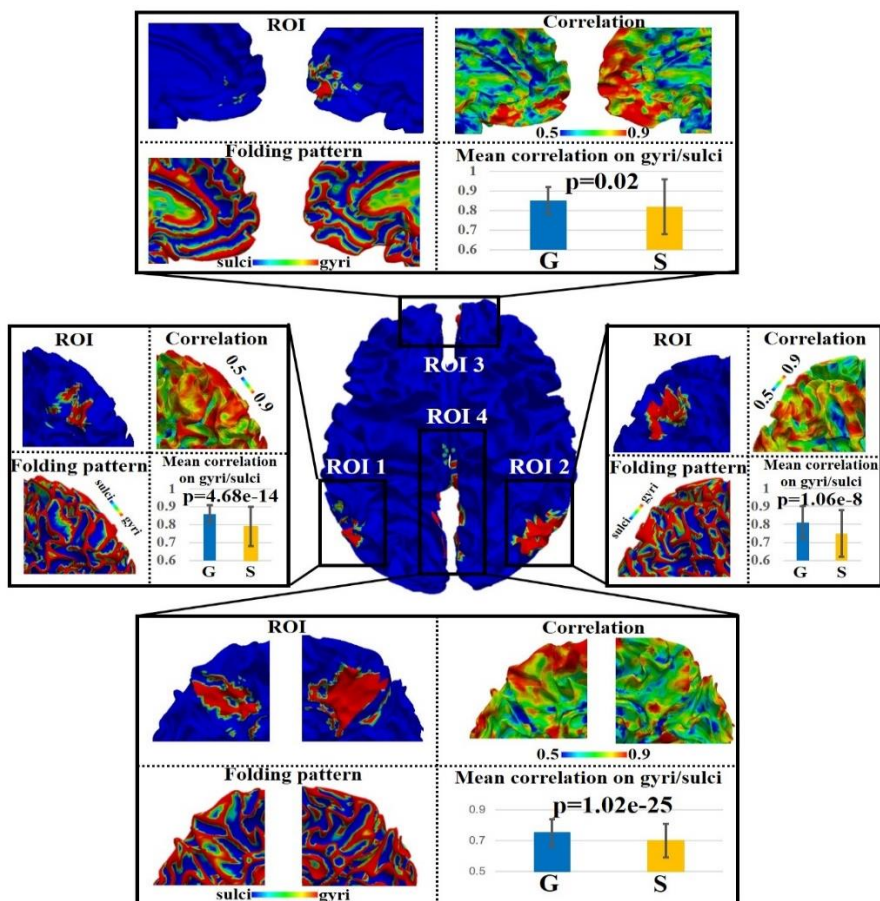 ROI
Correlation
0.5 0.9
Folding pattern
sulci gyri
Mean correlation on gyri/sulci
p=0.02
1
0.9
0.8
0.7
0.6
G S
ROI 3
ROI 4
ROI 1
ROI 2
ROI
Correlation
0.5 0.9
Folding pattern
sulci gyri
Mean correlation
on gyri/sulci
p=4.68e-14
1
0.9
0.8
0.7
0.6
G S
ROI
Correlation
0.5 0.9
Folding pattern
sulci gyri
Mean correlation
on gyri/sulci
p=1.06e-8
1
0.9
0.8
0.7
0.6
G S
ROI
Correlation
0.5 0.9
Folding pattern
sulci gyri
Mean correlation on gyri/sulci
p=1.02e-25
0.9
0.7
0.5
G S